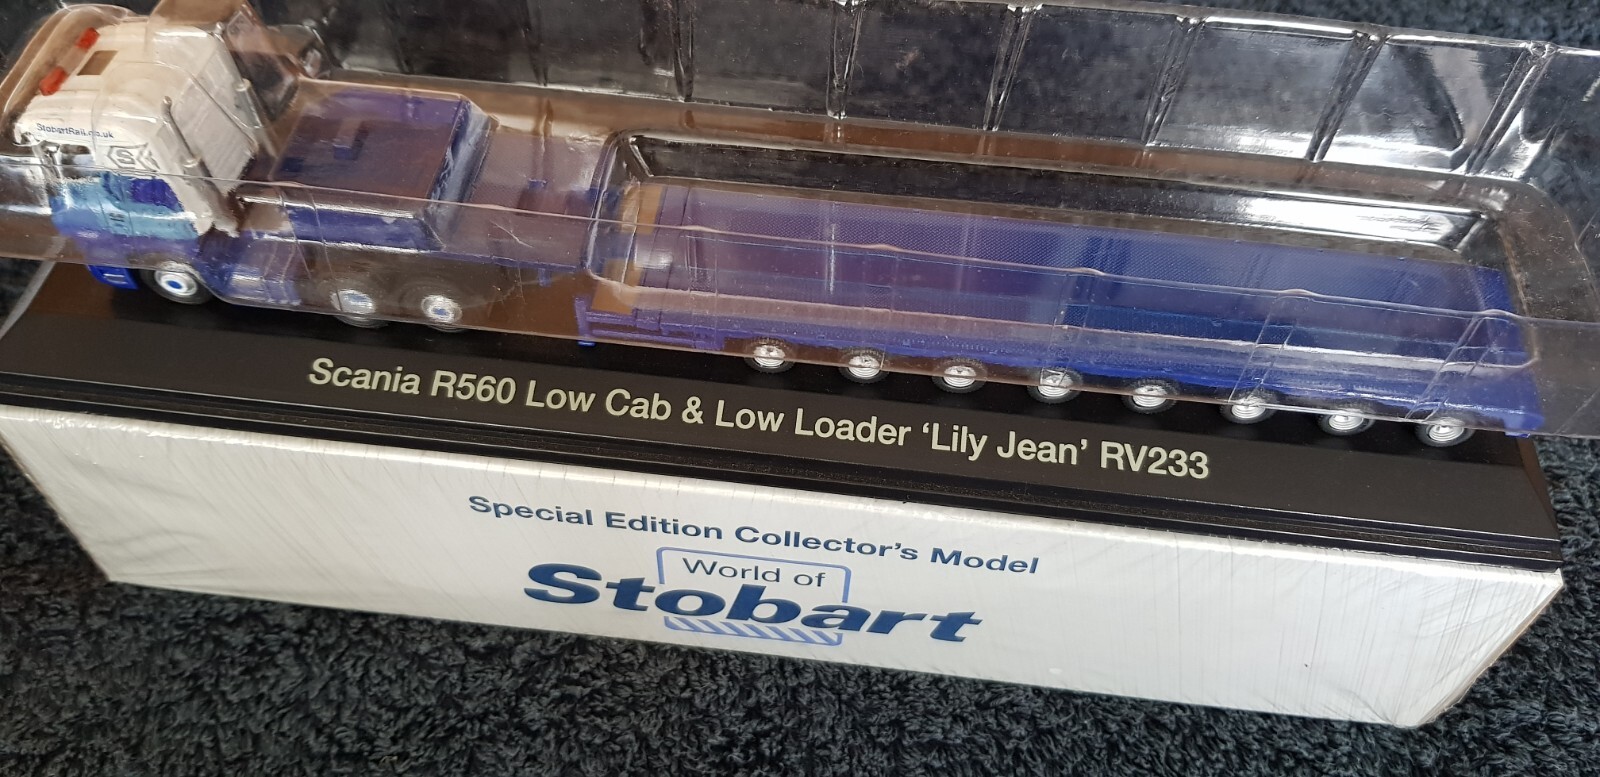 StobartRail.co.uk
S
Scania R560 Low Cab & Low Loader ‘Lily Jean’ RV233
Special Edition Collector’s Model
World of
Stobart